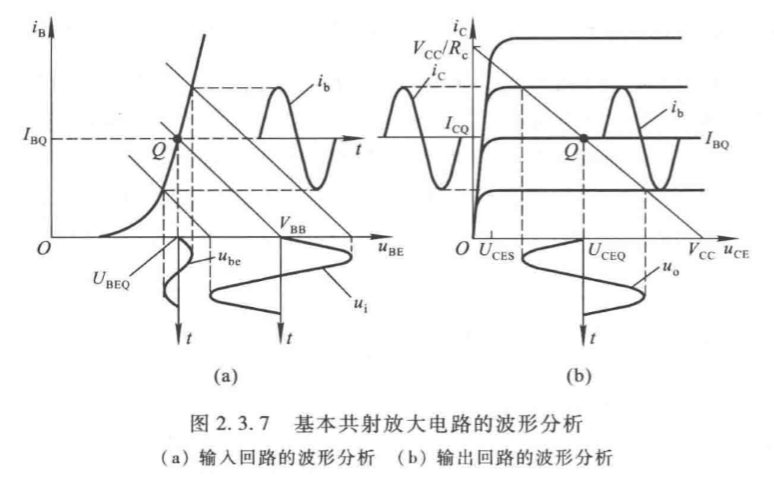 i_B
I_BQ
Q
i_b
t
O
V_BB
u_BE
U_BEQ
u_be
u_i
t
t
(a)
i_C
V_CC/R_c
i_C
I_CQ
Q
i_b
I_BQ
O
U_CES
U_CEQ
V_CC
u_CE
u_o
t
(b)
图 2.3.7 基本共射放大电路的波形分析
(a) 输入回路的波形分析 (b) 输出回路的波形分析